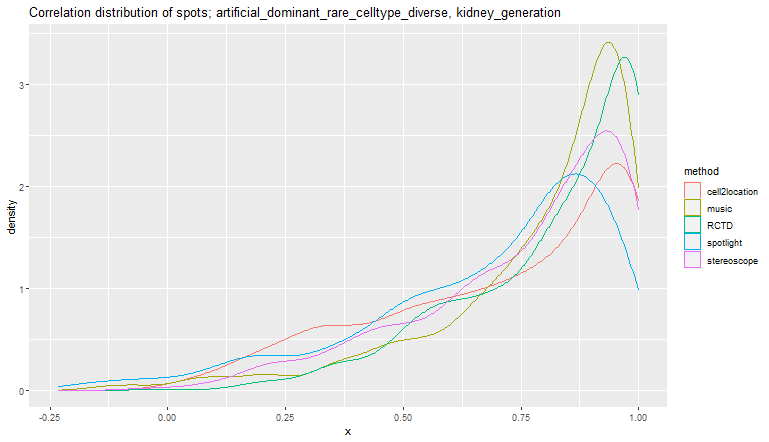 Correlation distribution of spots; artificial_dominant_rare_celltype_diverse, kidney_generation
3
2
1
0
density
-0.25
0.00
0.25
0.50
0.75
1.00
x
method
cell2location
music
RCTD
spotlight
stereoscope